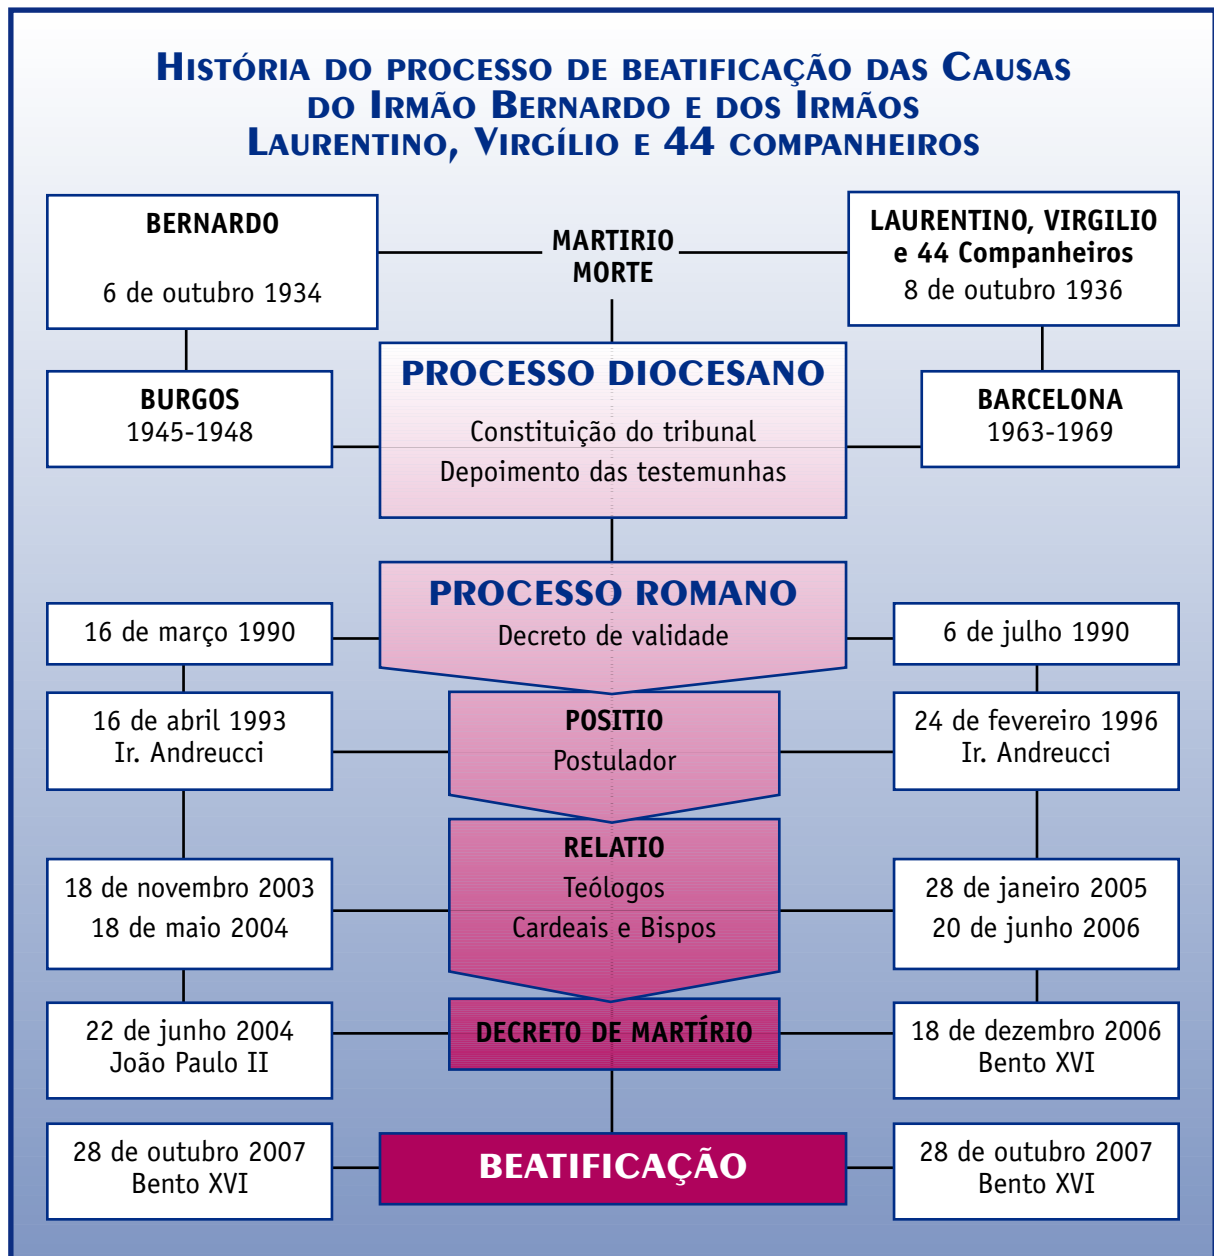 HISTÓRIA DO PROCESSO DE BEATIFICAÇÃO DAS CAUSAS
DO IRMÃO BERNARDO E DOS IRMÃOS
LAURENTINO, VIRGÍLIO E 44 COMPANHEIROS
BERNARDO
6 de outubro 1934
MARTIRIO
MORTE
LAURENTINO, VIRGILIO
e 44 Companheiros
8 de outubro 1936
BURGOS
1945-1948
PROCESSO DIOCESANO
Constituição do tribunal
Depoimento das testemunhas
BARCELONA
1963-1969
PROCESSO ROMANO
Decreto de validade
16 de março 1990
6 de julho 1990
16 de abril 1993
Ir. Andreucci
POSITIO
Postulador
24 de fevereiro 1996
Ir. Andreucci
RELATIO
Teólogos
Cardeais e Bispos
18 de novembro 2003
18 de maio 2004
28 de janeiro 2005
20 de junho 2006
22 de junho 2004
João Paulo II
DECRETO DE MARTÍRIO
18 de dezembro 2006
Bento XVI
28 de outubro 2007
Bento XVI
BEATIFICAÇÃO
28 de outubro 2007
Bento XVI